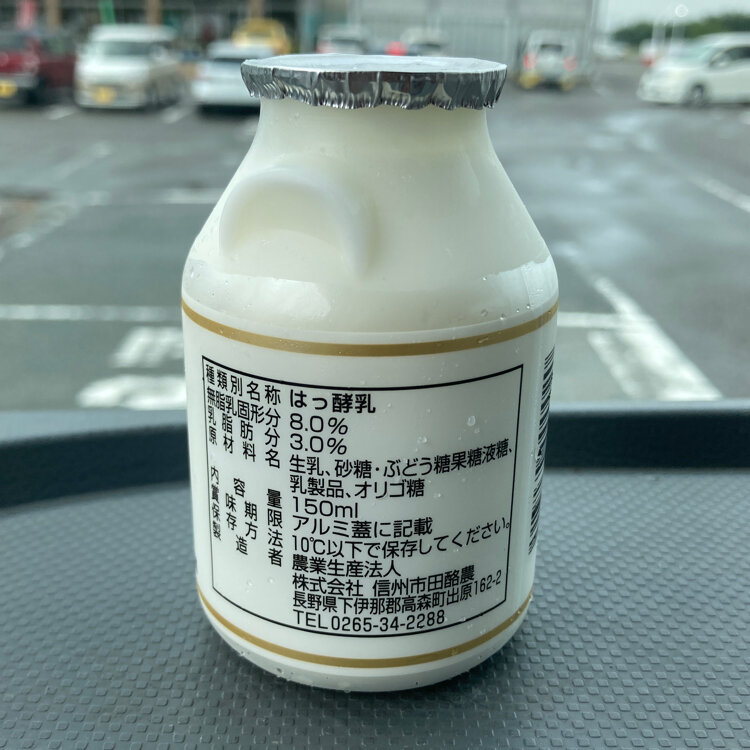 種類別名称 はっ酵乳
無脂乳固形分 8.0%
乳脂肪分 3.0%
原材料名 生乳、砂糖・ぶどう糖果糖液糖、
乳製品、オリゴ糖
内容量 150ml
賞味期限 アルミ蓋に記載
保存方法 10℃以下で保存してください。
製造者 農業生産法人
株式会社 信州市田酪農
長野県下伊那郡高森町出原162-2
TEL0265-34-2288